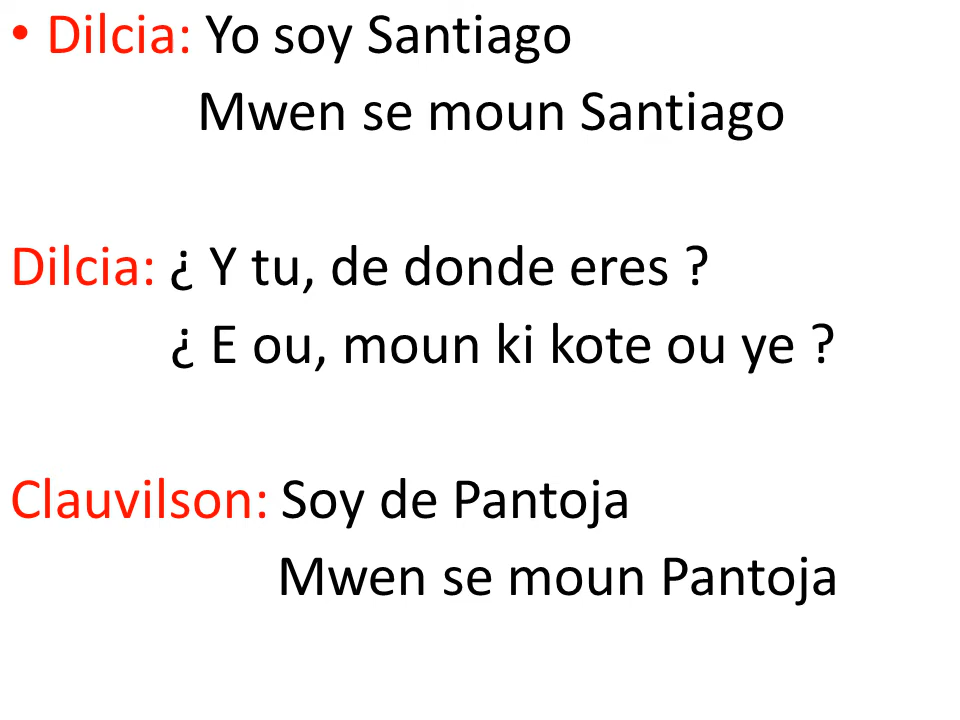 • Dilcia: Yo soy Santiago
Mwen se moun Santiago
Dilcia: ¿ Y tu, de donde eres ?
¿ E ou, moun ki kote ou ye ?
Clauvilson: Soy de Pantoja
Mwen se moun Pantoja